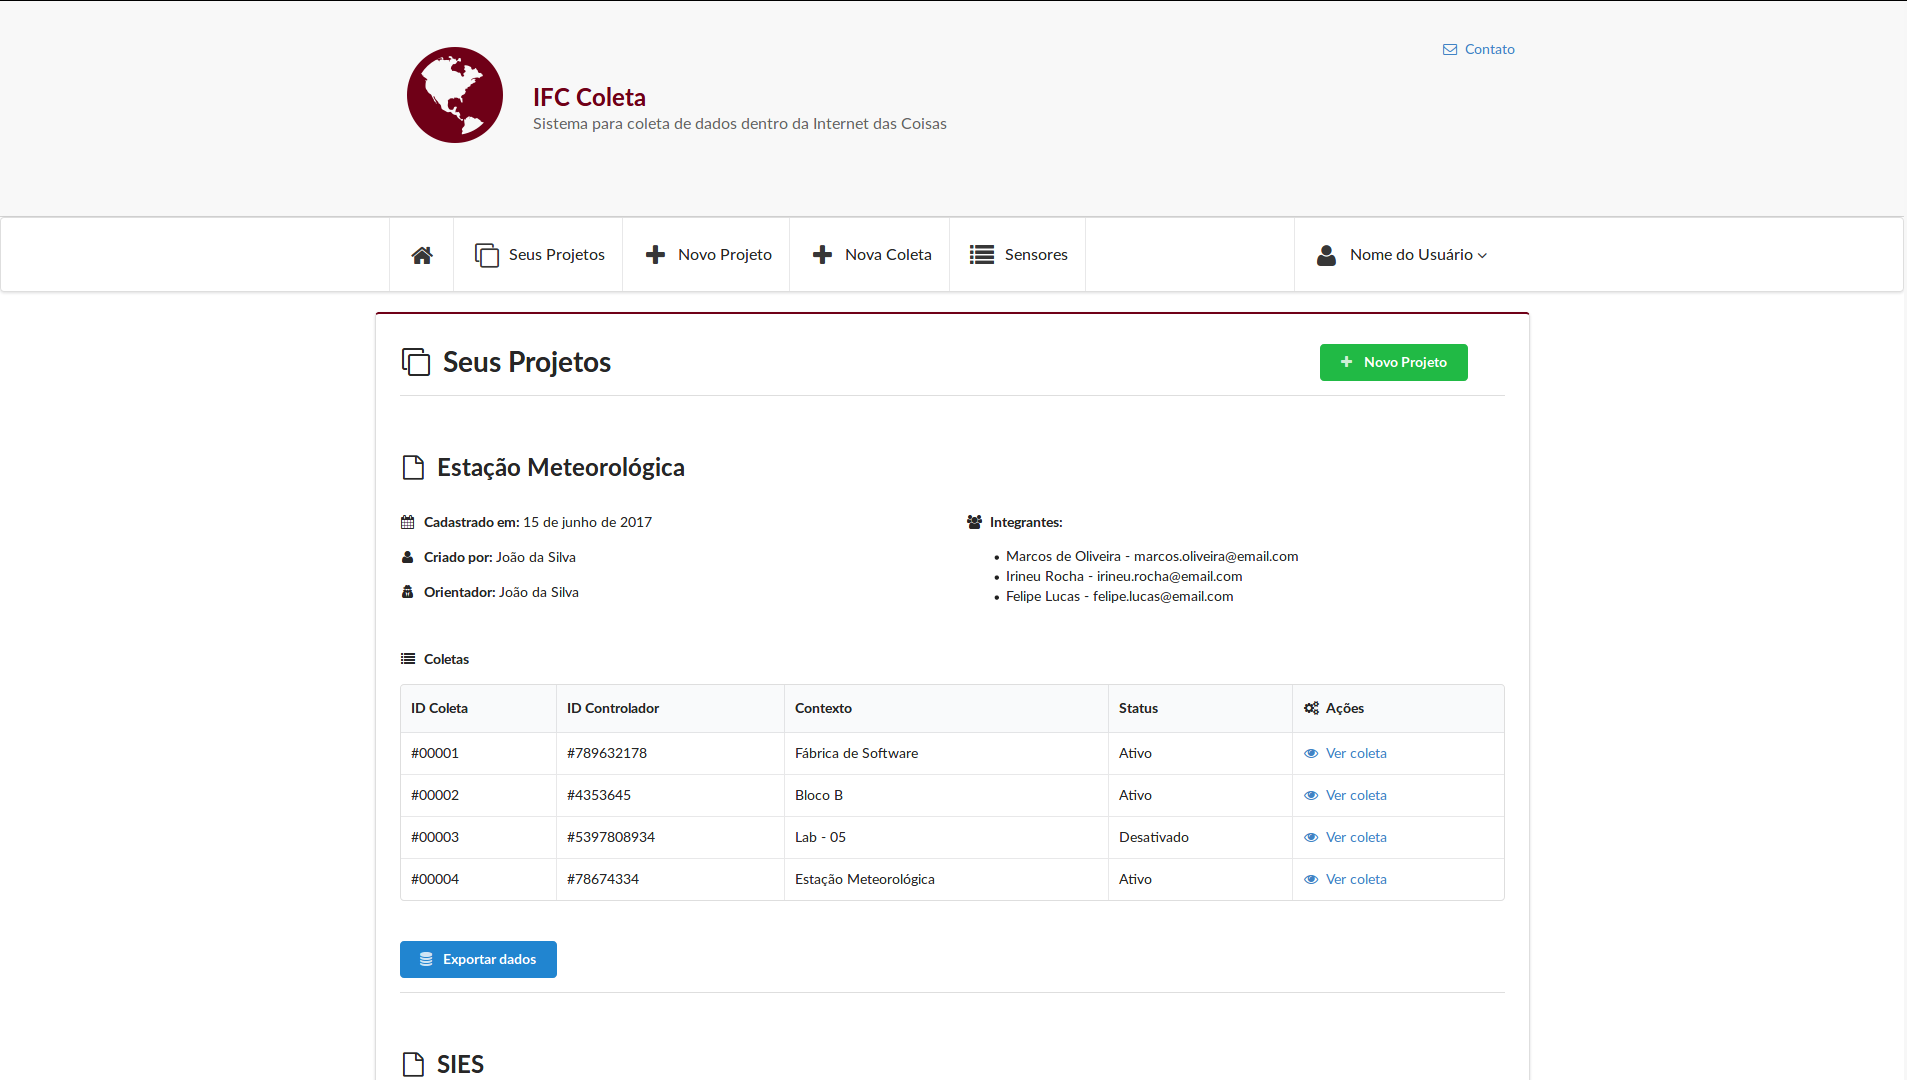 Contato
IFC Coleta
Sistema para coleta de dados dentro da Internet das Coisas
Seus Projetos Novo Projeto Nova Coleta Sensores Nome do Usuário
Seus Projetos Novo Projeto
Estação Meteorológica
Cadastrado em: 15 de junho de 2017
Criado por: João da Silva
Orientador: João da Silva
Integrantes:
• Marcos de Oliveira - marcos.oliveira@email.com
• Irineu Rocha - irineu.rocha@email.com
• Felipe Lucas - felipe.lucas@email.com
Coletas
ID Coleta ID Controlador Contexto Status Ações
#00001 #789632178 Fábrica de Software Ativo Ver coleta
#00002 #4353645 Bloco B Ativo Ver coleta
#00003 #5397808934 Lab - 05 Desativado Ver coleta
#00004 #78674334 Estação Meteorológica Ativo Ver coleta
Exportar dados
SIES